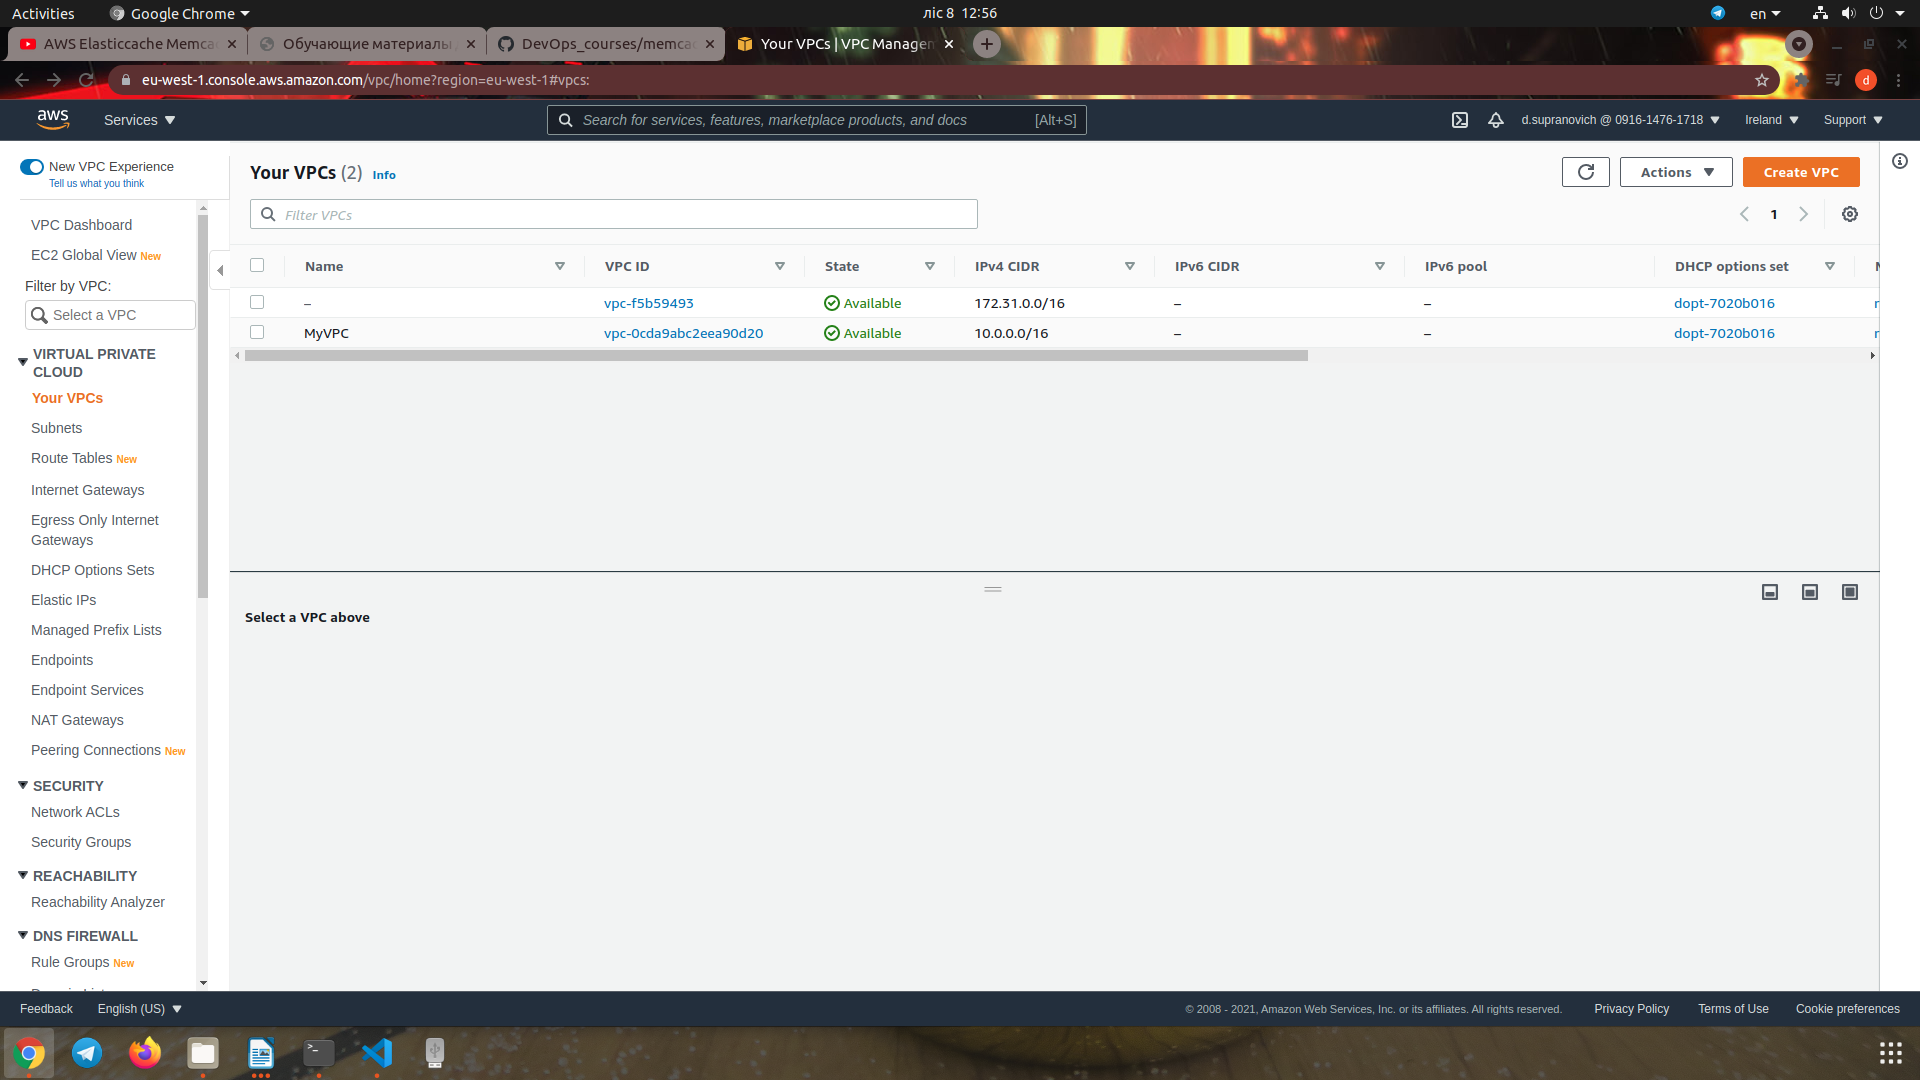 Activities
Google Chrome
ліс 8 12:56
en
AWS Elasticcache Memca
Обучающие материалы
DevOps_courses/memca
Your VPCs | VPC Managem
eu-west-1.console.aws.amazon.com/vpc/home?region=eu-west-1#vpcs:
d
aws
Services
Search for services, features, marketplace products, and docs
[Alt+S]
d.supranovich @ 0916-1476-1718
Ireland
Support
New VPC Experience
Tell us what you think
VPC Dashboard
EC2 Global View New
Filter by VPC:
Select a VPC
VIRTUAL PRIVATE
CLOUD
Your VPCs
Subnets
Route Tables New
Internet Gateways
Egress Only Internet
Gateways
DHCP Options Sets
Elastic IPs
Managed Prefix Lists
Endpoints
Endpoint Services
NAT Gateways
Peering Connections New
SECURITY
Network ACLs
Security Groups
REACHABILITY
Reachability Analyzer
DNS FIREWALL
Rule Groups New
Your VPCs (2) Info
Actions
Create VPC
Filter VPCs
1
Name VPC ID State IPv4 CIDR IPv6 CIDR IPv6 pool DHCP options set
– vpc-f5b59493 Available 172.31.0.0/16 – – dopt-7020b016
MyVPC vpc-0cda9abc2eea90d20 Available 10.0.0.0/16 – – dopt-7020b016
Select a VPC above
Feedback
English (US)
© 2008 - 2021, Amazon Web Services, Inc. or its affiliates. All rights reserved.
Privacy Policy
Terms of Use
Cookie preferences